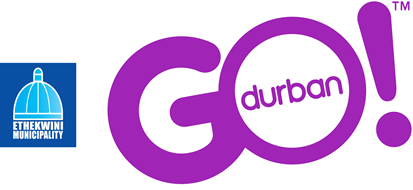 ETHEKWINI
MUNICIPALITY
GO!
durban
TM